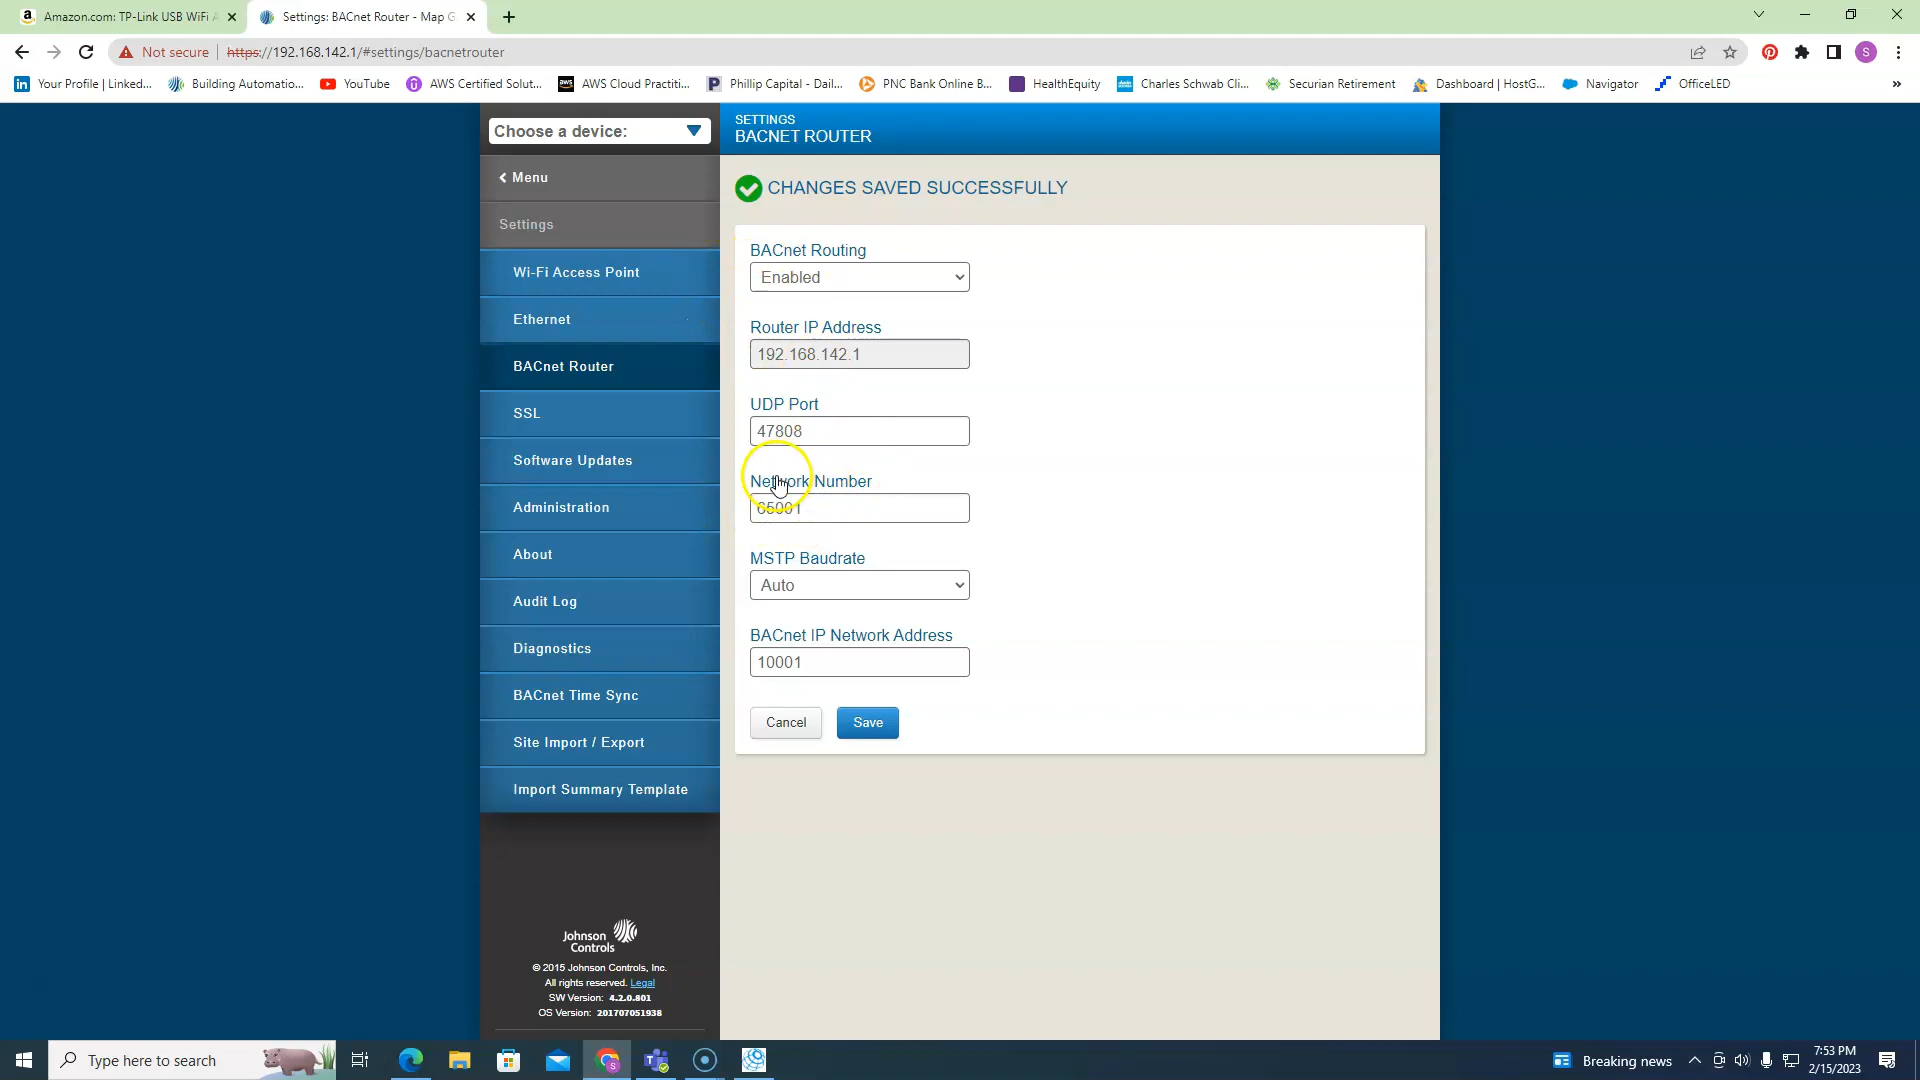 Amazon.com: TP-Link USB WiFi A
Settings: BACnet Router - Map G
Not secure
https://192.168.142.1/#settings/bacnetrouter
S
Your Profile | Linked...
Building Automatio...
YouTube
AWS Certified Solut...
AWS Cloud Practiti...
Phillip Capital - Dail...
PNC Bank Online B...
HealthEquity
Charles Schwab Cli...
Securian Retirement
Dashboard | HostG...
Navigator
OfficeLED
»
Choose a device:
Menu
Settings
Wi-Fi Access Point
Ethernet
BACnet Router
SSL
Software Updates
Administration
About
Audit Log
Diagnostics
BACnet Time Sync
Site Import / Export
Import Summary Template
Johnson
Controls
© 2015 Johnson Controls, Inc.
All rights reserved. Legal
SW Version: 4.2.0.801
OS Version: 201707051938
SETTINGS
BACNET ROUTER
CHANGES SAVED SUCCESSFULLY
BACnet Routing
Enabled
Router IP Address
192.168.142.1
UDP Port
47808
Network Number
65001
MSTP Baudrate
Auto
BACnet IP Network Address
10001
Cancel
Save
Type here to search
Breaking news
7:53 PM
2/15/2023